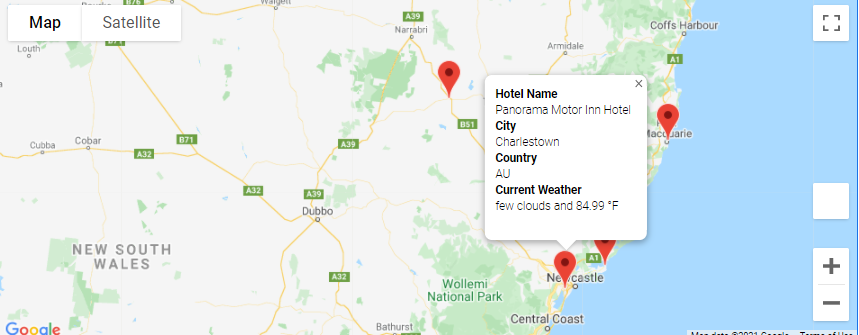 Map
Satellite
Walgett
Coffs Harbour
Narrabri
Armidale
Louth
A1
B51
B71
Cobar
Cubba
A32
A39
Macquarie
Hotel Name
Panorama Motor Inn Hotel
City
Charlestown
Country
AU
Current Weather
few clouds and 84.99 °F
A32
A39
Dubbo
NEW SOUTH
WALES
A39
A1
Newcastle
Wollemi
National Park
Central Coast
Bathurst
Google
Map data ©2021 Google
Terms of Use